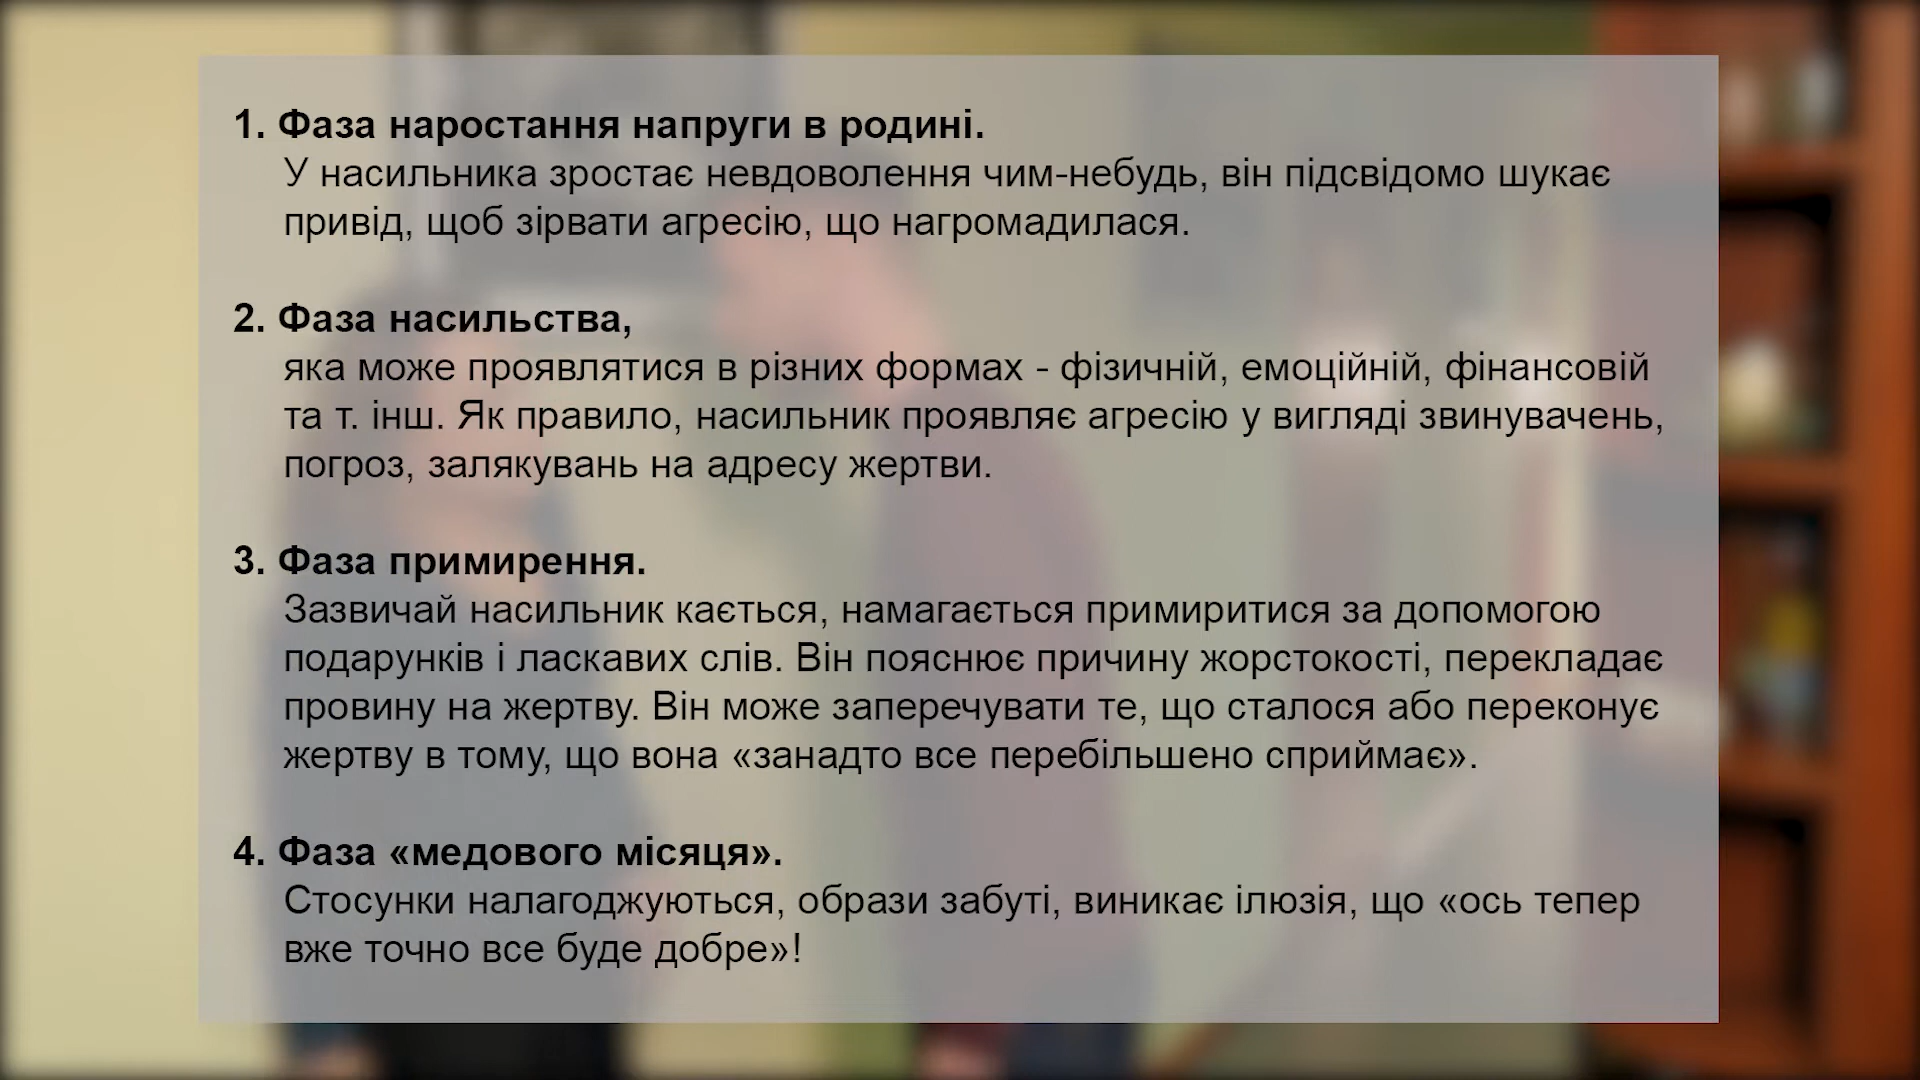 1. Фаза наростання напруги в родині.
У насильника зростає невдоволення чим-небудь, він підсвідомо шукає
привід, щоб зірвати агресію, що нагромадилася.
2. Фаза насильства,
яка може проявлятися в різних формах - фізичній, емоційній, фінансовій
та т. інш. Як правило, насильник проявляє агресію у вигляді звинувачень,
погроз, залякувань на адресу жертви.
3. Фаза примирення.
Зазвичай насильник кається, намагається примиритися за допомогою
подарунків і ласкавих слів. Він пояснює причину жорстокості, перекладає
провину на жертву. Він може заперечувати те, що сталося або переконує
жертву в тому, що вона «занадто все перебільшено сприймає».
4. Фаза «медового місяця».
Стосунки налагоджуються, образи забуті, виникає ілюзія, що «ось тепер
вже точно все буде добре»!